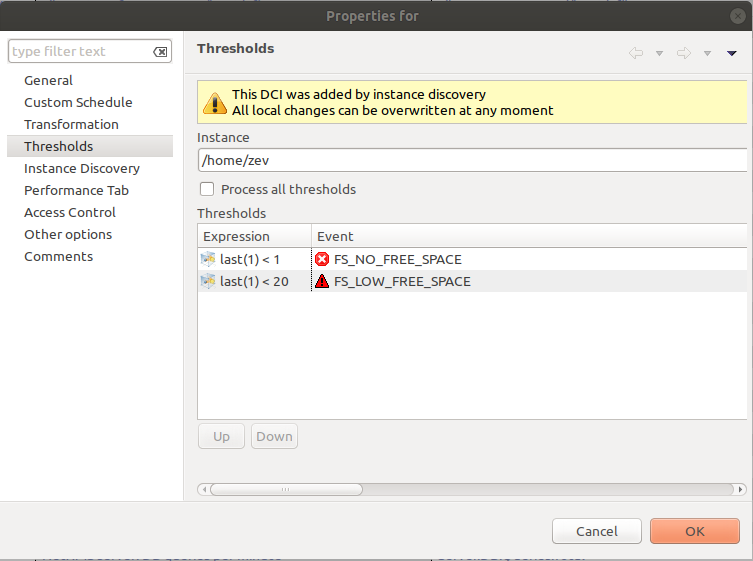 Properties for
type filter text
General
Custom Schedule
Transformation
Thresholds
Instance Discovery
Performance Tab
Access Control
Other options
Comments
Thresholds
This DCI was added by instance discovery
All local changes can be overwritten at any moment
Instance
/home/zev
Process all thresholds
Thresholds
Expression Event
last(1) < 1 FS_NO_FREE_SPACE
last(1) < 20 FS_LOW_FREE_SPACE
Up Down
Cancel OK